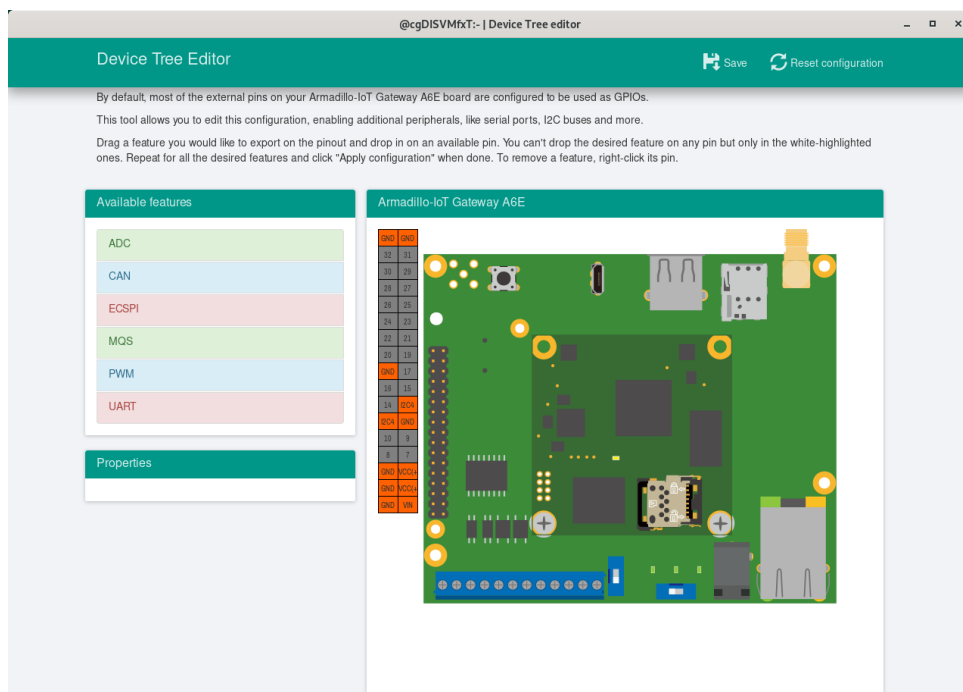 @cgDISVMfxT:- | Device Tree editor
Device Tree Editor
Save
Reset configuration
By default, most of the external pins on your Armadillo-IoT Gateway A6E board are configured to be used as GPIOs.
This tool allows you to edit this configuration, enabling additional peripherals, like serial ports, I2C buses and more.
Drag a feature you would like to export on the pinout and drop in on an available pin. You can't drop the desired feature on any pin but only in the white-highlighted
ones. Repeat for all the desired features and click "Apply configuration" when done. To remove a feature, right-click its pin.
Available features
ADC
CAN
ECSPI
MQS
PWM
UART
Properties
Armadillo-IoT Gateway A6E
GND GND
32 31
30 29
28 27
26 25
24 23
22 21
20 19
GND 17
16 15
14 I2C4
I2C4 GND
10 9
8 7
GND VCC(+
GND VCC(+
GND VIN